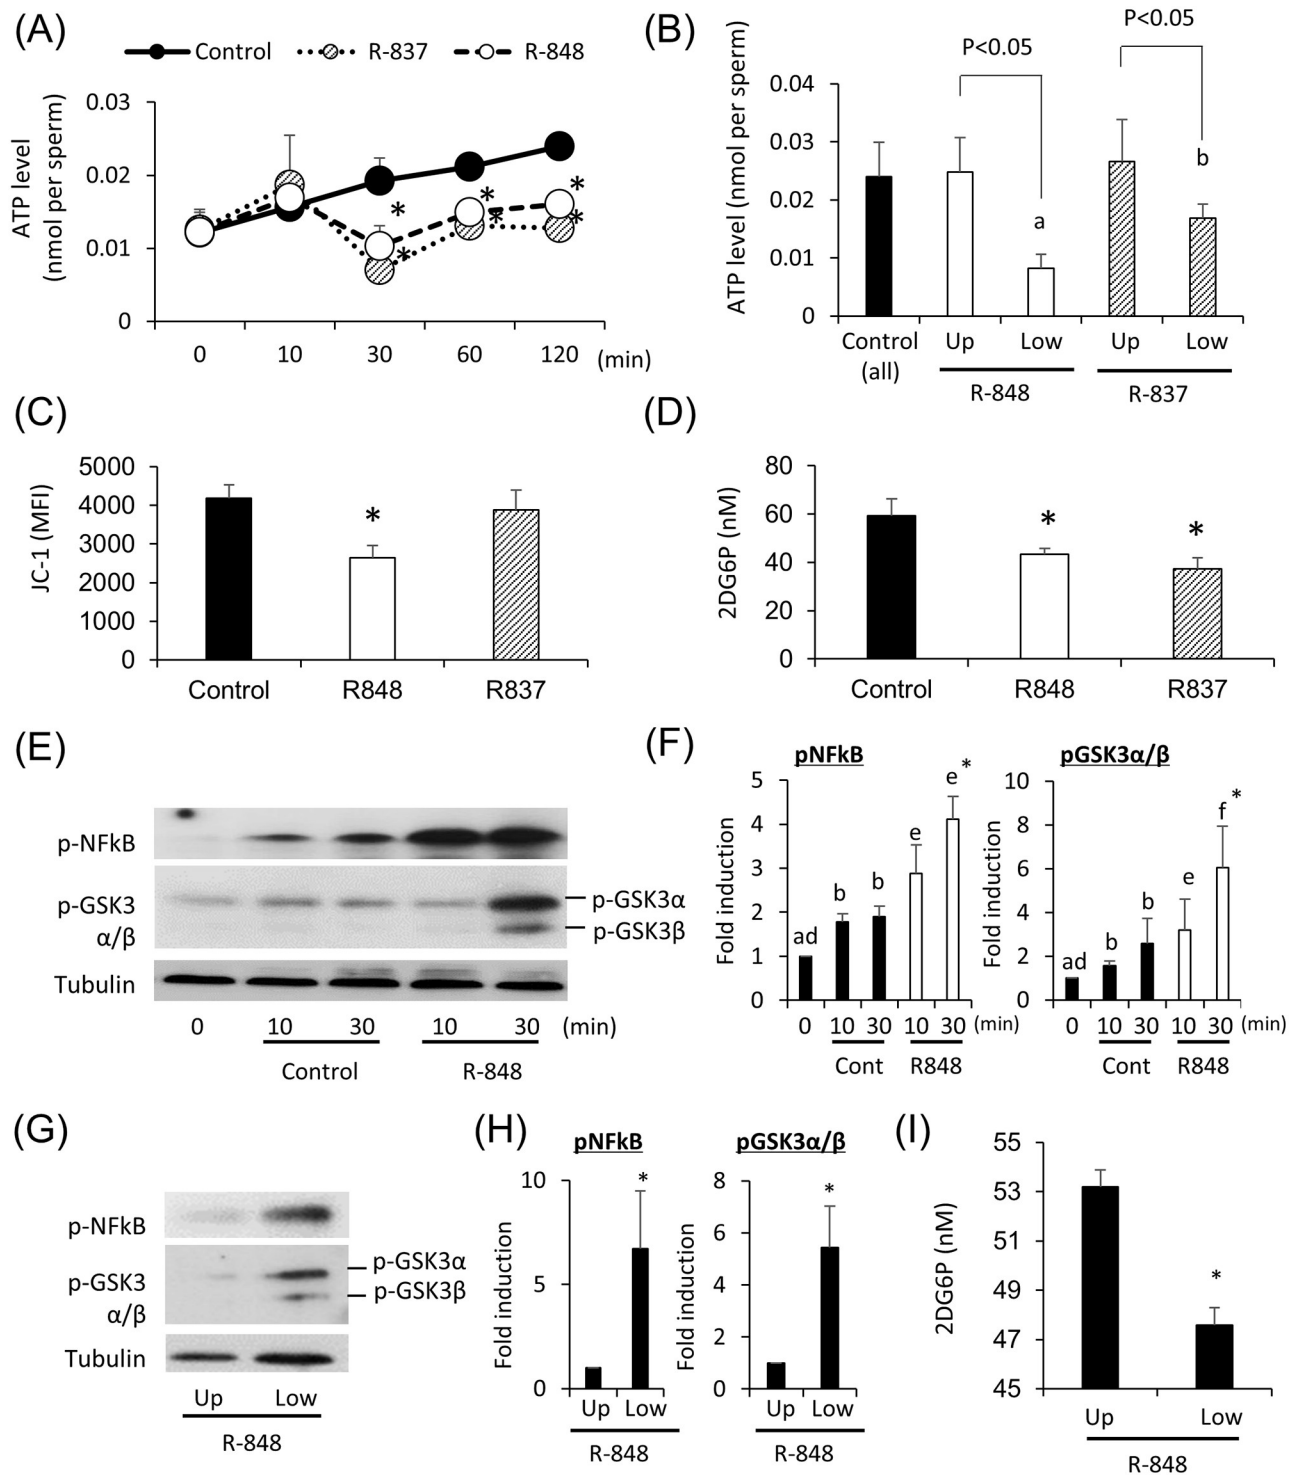 (A)
Control R-837 R-848
ATP level
(nmol per sperm)
0.03
0.02
0.01
0
* * * * * *
0 10 30 60 120 (min)
(B)
P<0.05
P<0.05
ATP level (nmol per sperm)
0.04
0.03
0.02
0.01
0
a
b
Control
(all)
Up Low Up Low
R-848 R-837
(C)
JC-1 (MFI)
5000
4000
3000
2000
1000
0
*
Control R848 R837
(D)
2DG6P (nM)
80
60
40
20
0
* *
Control R848 R837
(E)
p-NFkB
p-GSK3
α/β
p-GSK3α
p-GSK3β
Tubulin
0 10 30 10 30 (min)
Control R-848
(F)
pNFkB
Fold induction
5
4
3
2
1
0
ad b b e e *
0 10 30 10 30 (min)
Cont R848
pGSK3α/β
Fold induction
10
8
6
4
2
0
ad b b e f *
0 10 30 10 30 (min)
Cont R848
(G)
p-NFkB
p-GSK3
α/β
p-GSK3α
p-GSK3β
Tubulin
Up Low
R-848
(H)
pNFkB
Fold induction
10
5
0
*
Up Low
R-848
pGSK3α/β
Fold induction
8
6
4
2
0
*
Up Low
R-848
(I)
2DG6P (nM)
55
53
51
49
47
45
*
Up Low
R-848